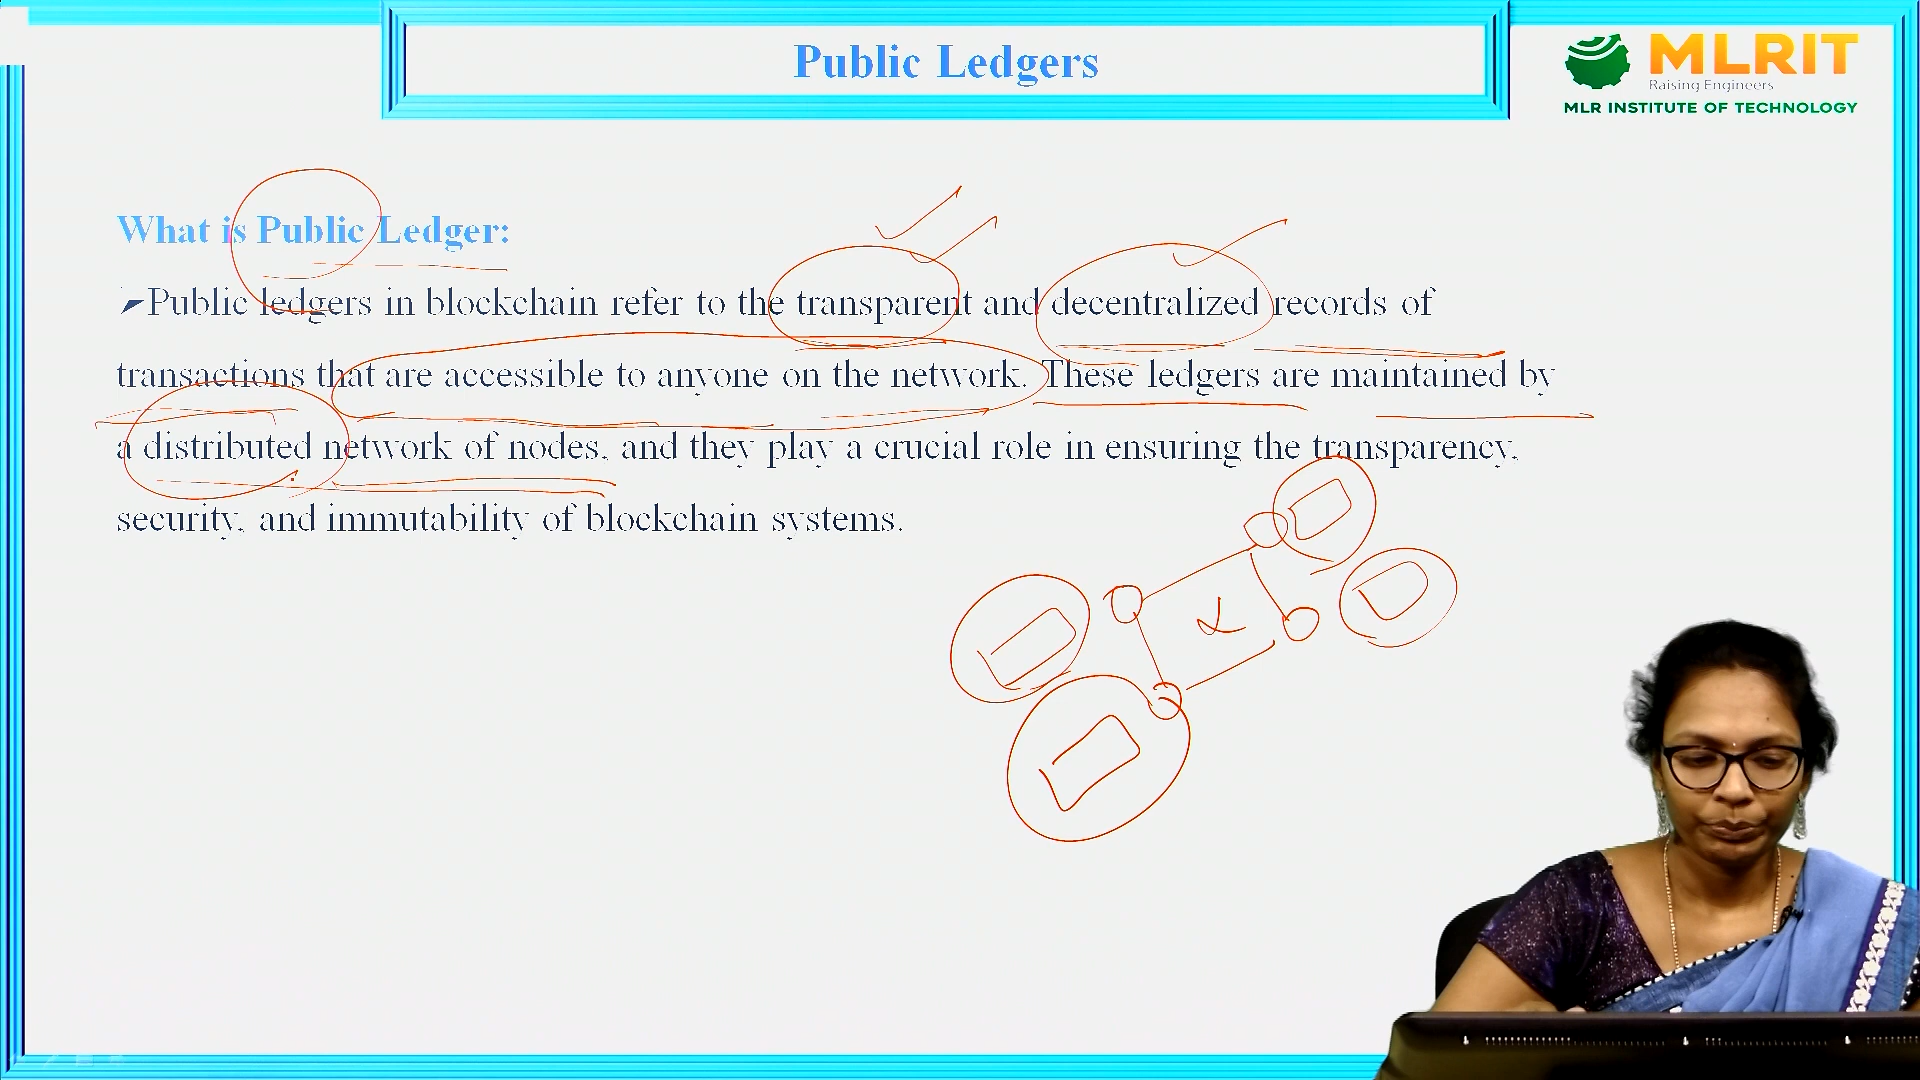 Public Ledgers
MLRIT
Raising Engineers
MLR INSTITUTE OF TECHNOLOGY
What is Public Ledger:
➤Public ledgers in blockchain refer to the transparent and decentralized records of
transactions that are accessible to anyone on the network. These ledgers are maintained by
a distributed network of nodes, and they play a crucial role in ensuring the transparency,
security, and immutability of blockchain systems.